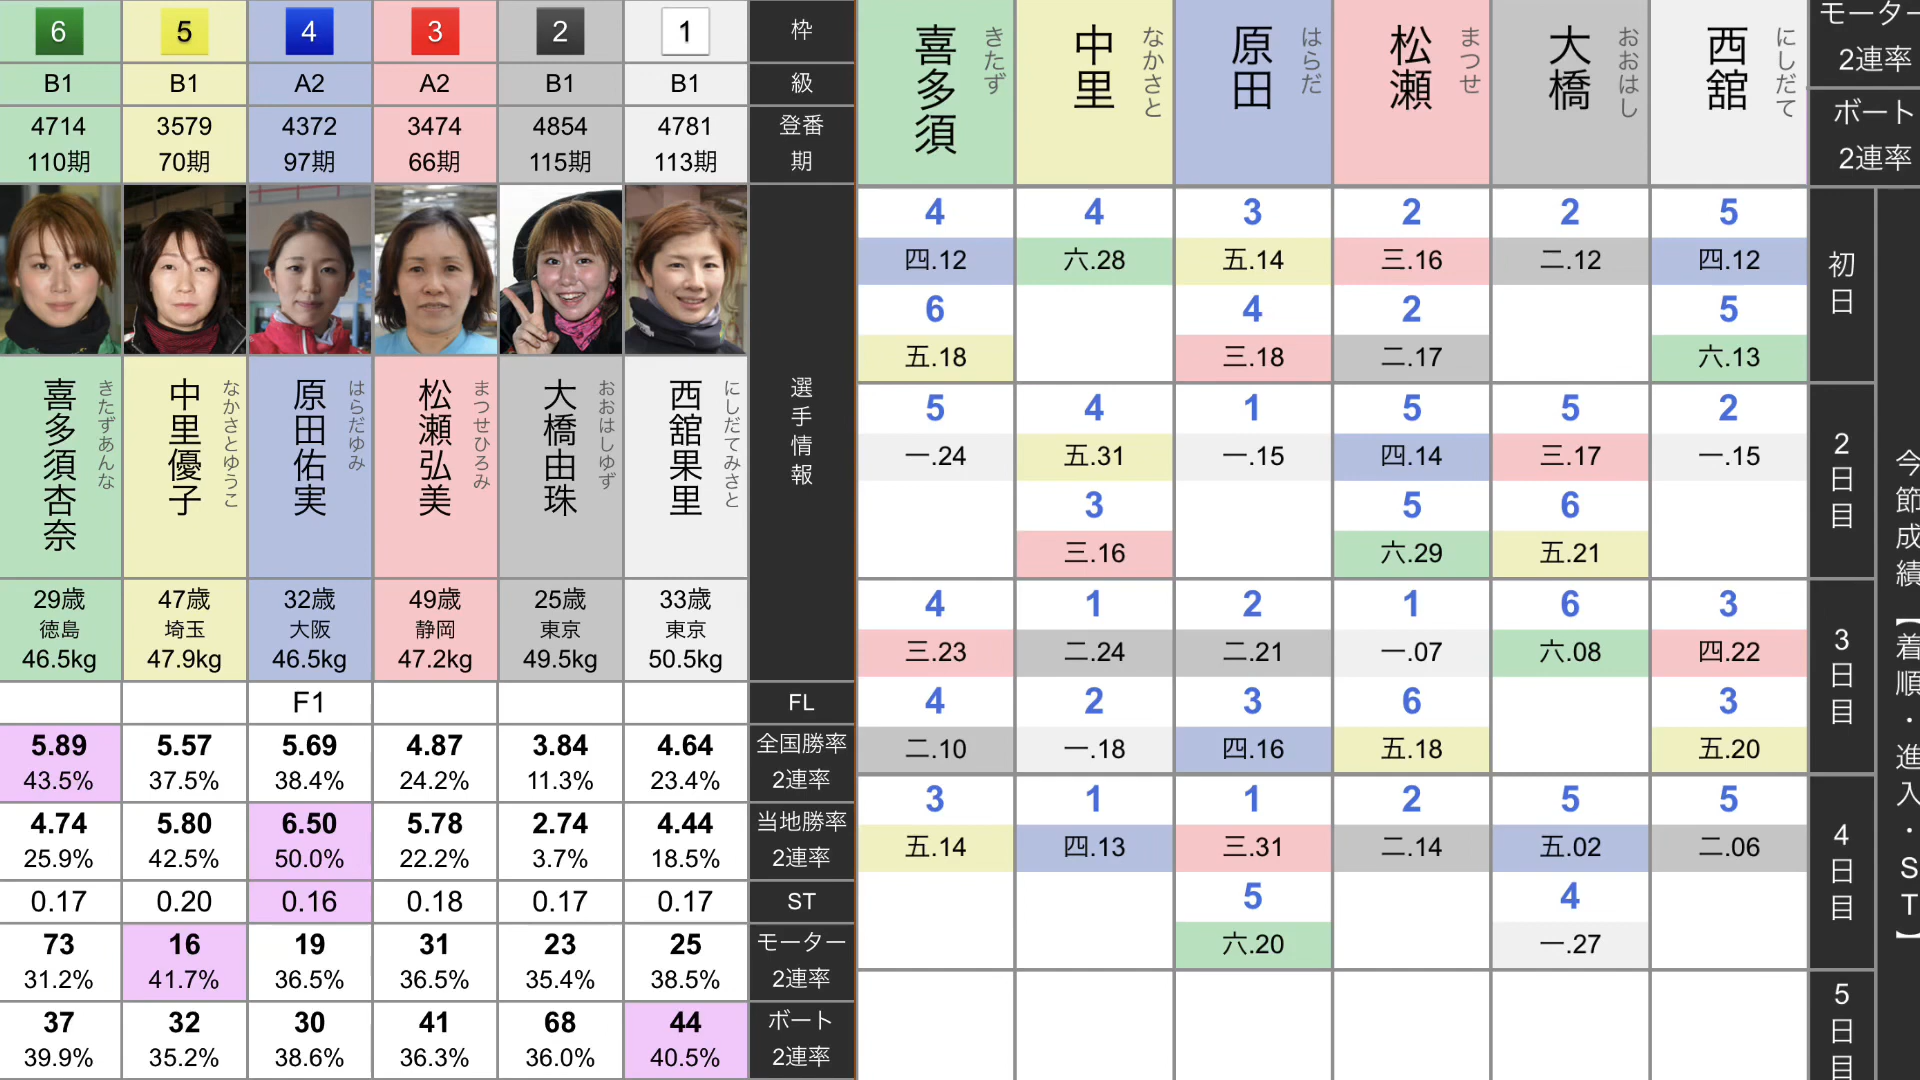 6 5 4 3 2 1 枠
B1 B1 A2 A2 B1 B1 級
4714 3579 4372 3474 4854 4781 登番
110期 70期 97期 66期 115期 113期 期
選手情報
喜多須杏奈 きたずあんな
中里優子 なかさとゆうこ
原田佑実 はらだゆみ
松瀬弘美 まつせひろみ
大橋由珠 おおはしゆず
西舘果里 にしだてみさと
29歳 47歳 32歳 49歳 25歳 33歳
徳島 埼玉 大阪 静岡 東京 東京
46.5kg 47.9kg 46.5kg 47.2kg 49.5kg 50.5kg
F1 FL
5.89 5.57 5.69 4.87 3.84 4.64 全国勝率
43.5% 37.5% 38.4% 24.2% 11.3% 23.4% 2連率
4.74 5.80 6.50 5.78 2.74 4.44 当地勝率
25.9% 42.5% 50.0% 22.2% 3.7% 18.5% 2連率
0.17 0.20 0.16 0.18 0.17 0.17 ST
73 16 19 31 23 25 モーター
31.2% 41.7% 36.5% 36.5% 35.4% 38.5% 2連率
37 32 30 41 68 44 ボート
39.9% 35.2% 38.6% 36.3% 36.0% 40.5% 2連率
喜多須 きたず
中里 なかさと
原田 はらだ
松瀬 まつせ
大橋 おおはし
西舘 にしだて
モーター
2連率
ボート
2連率
4 4 3 2 2 5
四.12 六.28 五.14 三.16 二.12 四.12
初日
6 4 2 5
五.18 三.18 二.17 六.13
5 4 1 5 5 2
一.24 五.31 一.15 四.14 三.17 一.15
2日目
3 5 6
三.16 六.29 五.21
4 1 2 1 6 3
三.23 二.24 二.21 一.07 六.08 四.22
3日目
4 2 3 6 3
二.10 一.18 四.16 五.18 五.20
3 1 1 2 5 5
五.14 四.13 三.31 二.14 五.02 二.06
4日目
5 4
六.20 一.27
5日目
今節成績【着順・進入・ST】